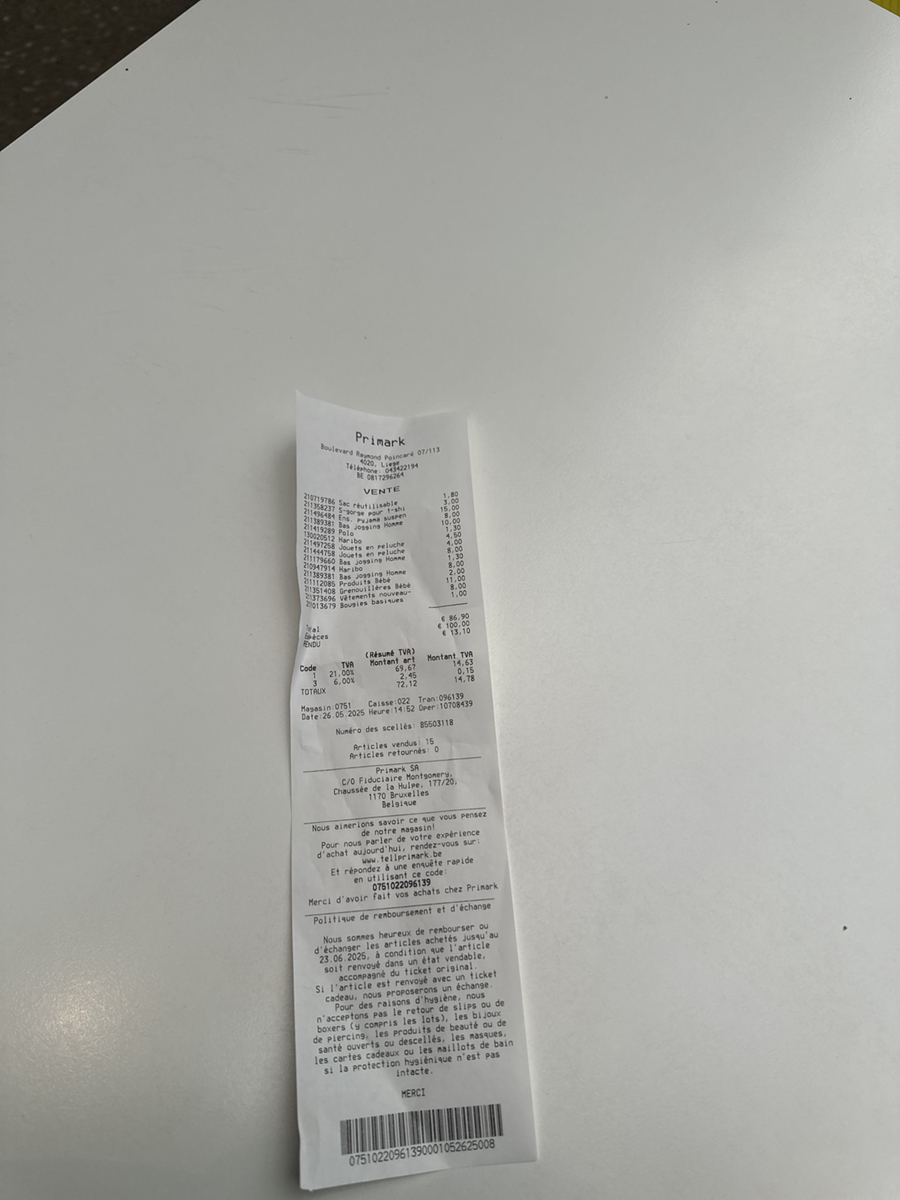 Primark
Boulevard Raymond Poincaré 07/113
4020, Liege
Téléphone: 043422194
BE 0817296264
VENTE
210719786 Sac réutilisable 1,80
211358237 S-gorge pour t-shi 3,00
211496484 Ens. Pyjama suspen 15,00
211389381 Bas jogging Homme 8,00
211419289 Polo 10,00
130020512 Haribo 1,30
211497258 Jouets en peluche 4,50
211444758 Jouets en peluche 4,00
211179660 Bas jogging Homme 8,00
210947914 Haribo 1,30
211389381 Bas jogging Homme 8,00
211112085 Produits Bébé 2,00
211351408 Grenouillères Bébé 11,00
211373696 Vêtements nouveau- 8,00
211013679 Bougies basiques 1,00
Total € 86,90
Espèces € 100,00
RENDU € 13,10
(Résumé TVA)
Code TVA Montant art Montant TVA
1 21,00% 69,67 14,63
3 6,00% 2,45 0,15
TOTAUX 72,12 14,78
Magasin:0751 Caisse:022 Tran:096139
Date:26.05.2025 Heure:14:52 Oper:10708439
Numéro des scellés: 85503118
Articles vendus: 15
Articles retournés: 0
Primark SA
C/O Fiduciaire Montgomery,
Chaussée de la Hulpe, 177/20,
1170 Bruxelles
Belgique
Nous aimerions savoir ce que vous pensez
de notre magasin!
Pour nous parler de votre expérience
d'achat aujourd'hui, rendez-vous sur:
www.tellprimark.be
Et répondez à une enquête rapide
en utilisant ce code:
0751022096139
Merci d'avoir fait vos achats chez Primark
Politique de remboursement et d'échange
Nous sommes heureux de rembourser ou
d'échanger les articles achetés jusqu'au
23.06.2025, à condition que l'article
soit renvoyé dans un état vendable,
accompagné du ticket original.
Si l'article est renvoyé avec un ticket
cadeau, nous proposerons un échange.
Pour des raisons d'hygiène, nous
n'acceptons pas le retour de slips ou de
boxers (y compris les lots), les bijoux
de piercing, les produits de beauté ou de
santé ouverts ou descellés, les masques,
les cartes cadeaux ou les maillots de bain
si la protection hygiénique n'est pas
intacte.
MERCI
07510220961390001052625008